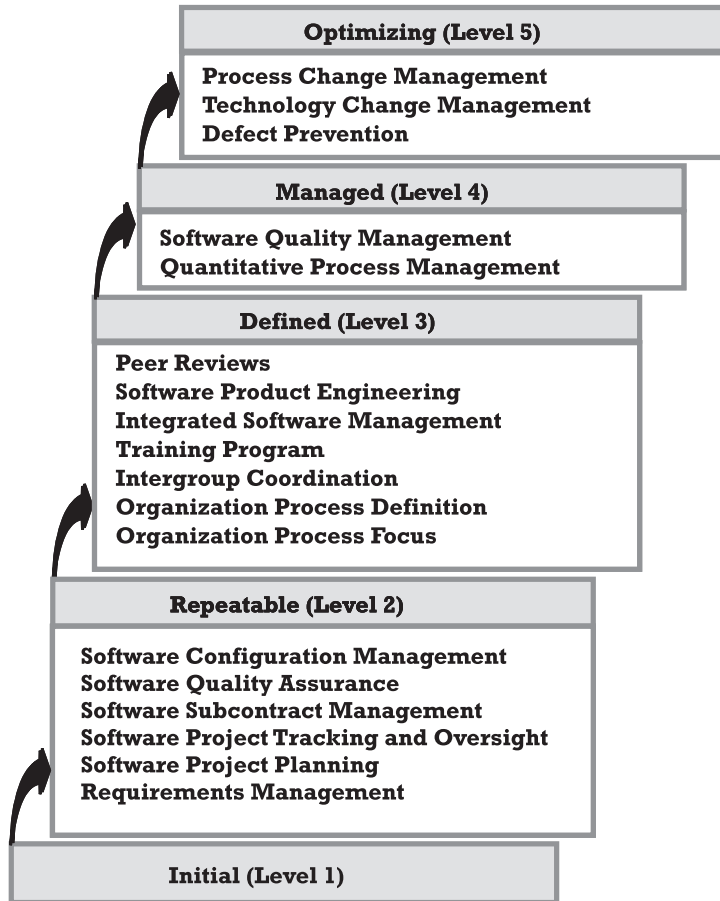 Optimizing (Level 5)
Process Change Management
Technology Change Management
Defect Prevention
Managed (Level 4)
Software Quality Management
Quantitative Process Management
Defined (Level 3)
Peer Reviews
Software Product Engineering
Integrated Software Management
Training Program
Intergroup Coordination
Organization Process Definition
Organization Process Focus
Repeatable (Level 2)
Software Configuration Management
Software Quality Assurance
Software Subcontract Management
Software Project Tracking and Oversight
Software Project Planning
Requirements Management
Initial (Level 1)